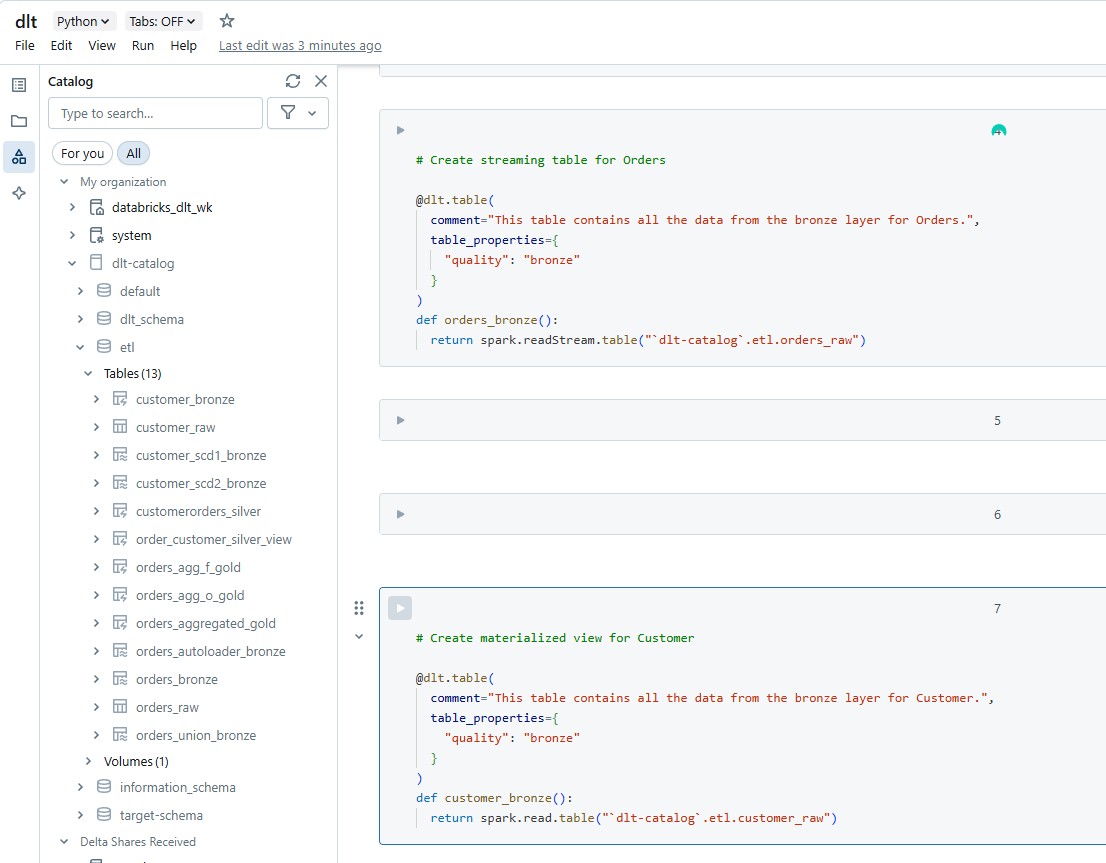 dlt Python Tabs: OFF
File Edit View Run Help Last edit was 3 minutes ago
Catalog
Type to search...
For you All
My organization
databricks_dlt_wk
system
dlt-catalog
default
dlt_schema
etl
Tables (13)
customer_bronze
customer_raw
customer_scd1_bronze
customer_scd2_bronze
customerorders_silver
order_customer_silver_view
orders_agg_f_gold
orders_agg_o_gold
orders_aggregated_gold
orders_autoloader_bronze
orders_bronze
orders_raw
orders_union_bronze
Volumes (1)
information_schema
target-schema
Delta Shares Received
# Create streaming table for Orders
@dlt.table(
comment="This table contains all the data from the bronze layer for Orders.",
table_properties={
"quality": "bronze"
}
)
def orders_bronze():
return spark.readStream.table("`dlt-catalog`.etl.orders_raw")
5
6
7
# Create materialized view for Customer
@dlt.table(
comment="This table contains all the data from the bronze layer for Customer.",
table_properties={
"quality": "bronze"
}
)
def customer_bronze():
return spark.read.table("`dlt-catalog`.etl.customer_raw")